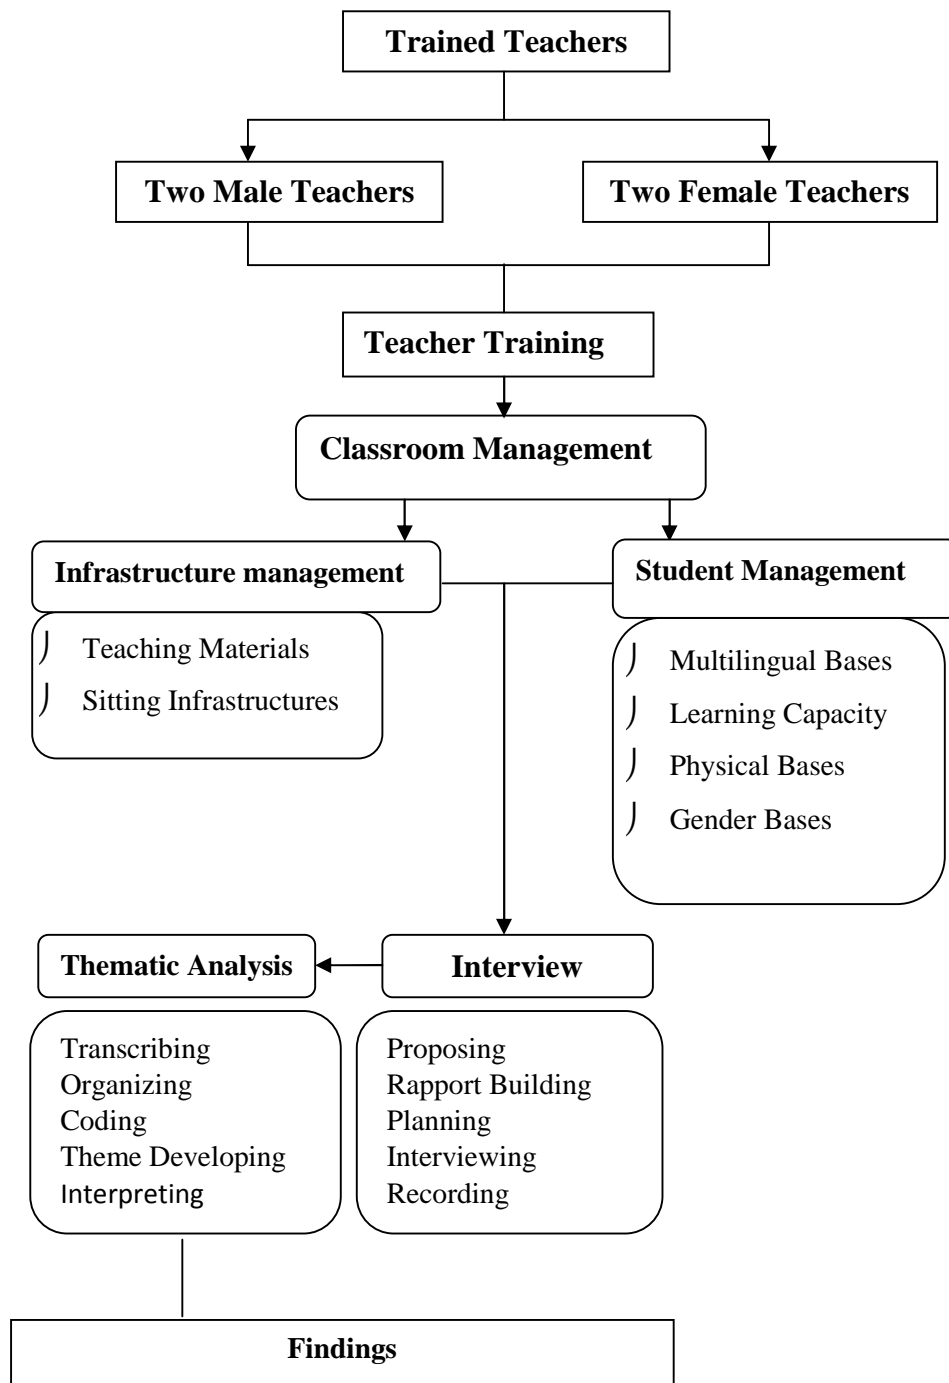 Trained Teachers
Two Male Teachers
Two Female Teachers
Teacher Training
Classroom Management
Infrastructure management
Student Management
Teaching Materials
Sitting Infrastructures
Multilingual Bases
Learning Capacity
Physical Bases
Gender Bases
Thematic Analysis
Interview
Transcribing
Organizing
Coding
Theme Developing
Interpreting
Proposing
Rapport Building
Planning
Interviewing
Recording
Findings